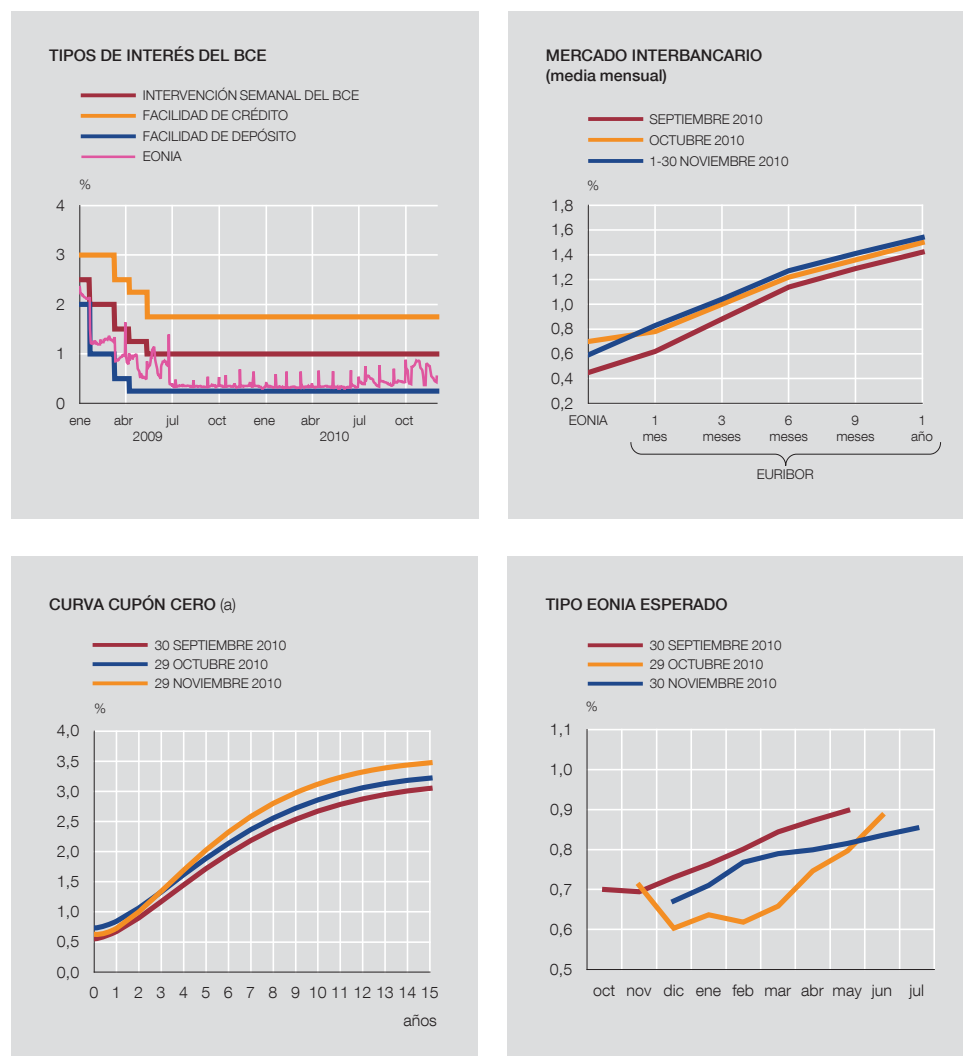 TIPOS DE INTERÉS DEL BCE
INTERVENCIÓN SEMANAL DEL BCE
FACILIDAD DE CRÉDITO
FACILIDAD DE DEPÓSITO
EONIA
%
4
3
2
1
0
ene abr jul oct ene abr jul oct
2009 2010
MERCADO INTERBANCARIO
(media mensual)
SEPTIEMBRE 2010
OCTUBRE 2010
1-30 NOVIEMBRE 2010
%
1,8
1,6
1,4
1,2
1,0
0,8
0,6
0,4
0,2
EONIA 1 3 6 9 1
mes meses meses meses año
EURIBOR
CURVA CUPÓN CERO (a)
30 SEPTIEMBRE 2010
29 OCTUBRE 2010
29 NOVIEMBRE 2010
%
4,0
3,5
3,0
2,5
2,0
1,5
1,0
0,5
0,0
0 1 2 3 4 5 6 7 8 9 10 11 12 13 14 15
años
TIPO EONIA ESPERADO
30 SEPTIEMBRE 2010
29 OCTUBRE 2010
30 NOVIEMBRE 2010
%
1,1
1,0
0,9
0,8
0,7
0,6
0,5
oct nov dic ene feb mar abr may jun jul